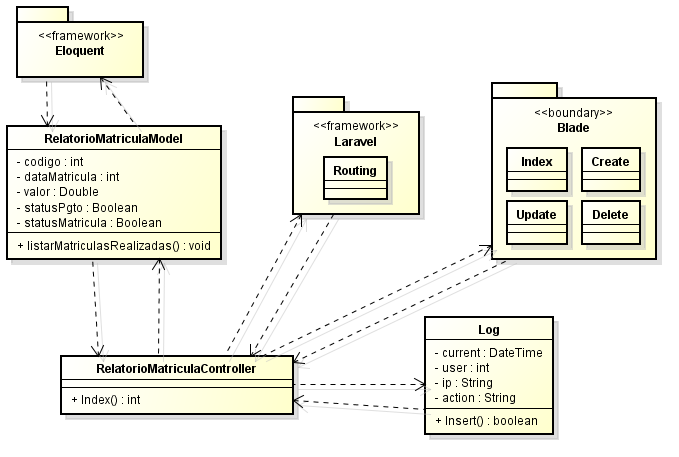 <<framework>>
Eloquent
RelatorioMatriculaModel
- codigo : int
- dataMatricula : int
- valor : Double
- statusPgto : Boolean
- statusMatricula : Boolean
+ listarMatriculasRealizadas() : void
<<framework>>
Laravel
Routing
<<boundary>>
Blade
Index
Create
Update
Delete
RelatorioMatriculaController
+ Index() : int
Log
- current : DateTime
- user : int
- ip : String
- action : String
+ Insert() : boolean